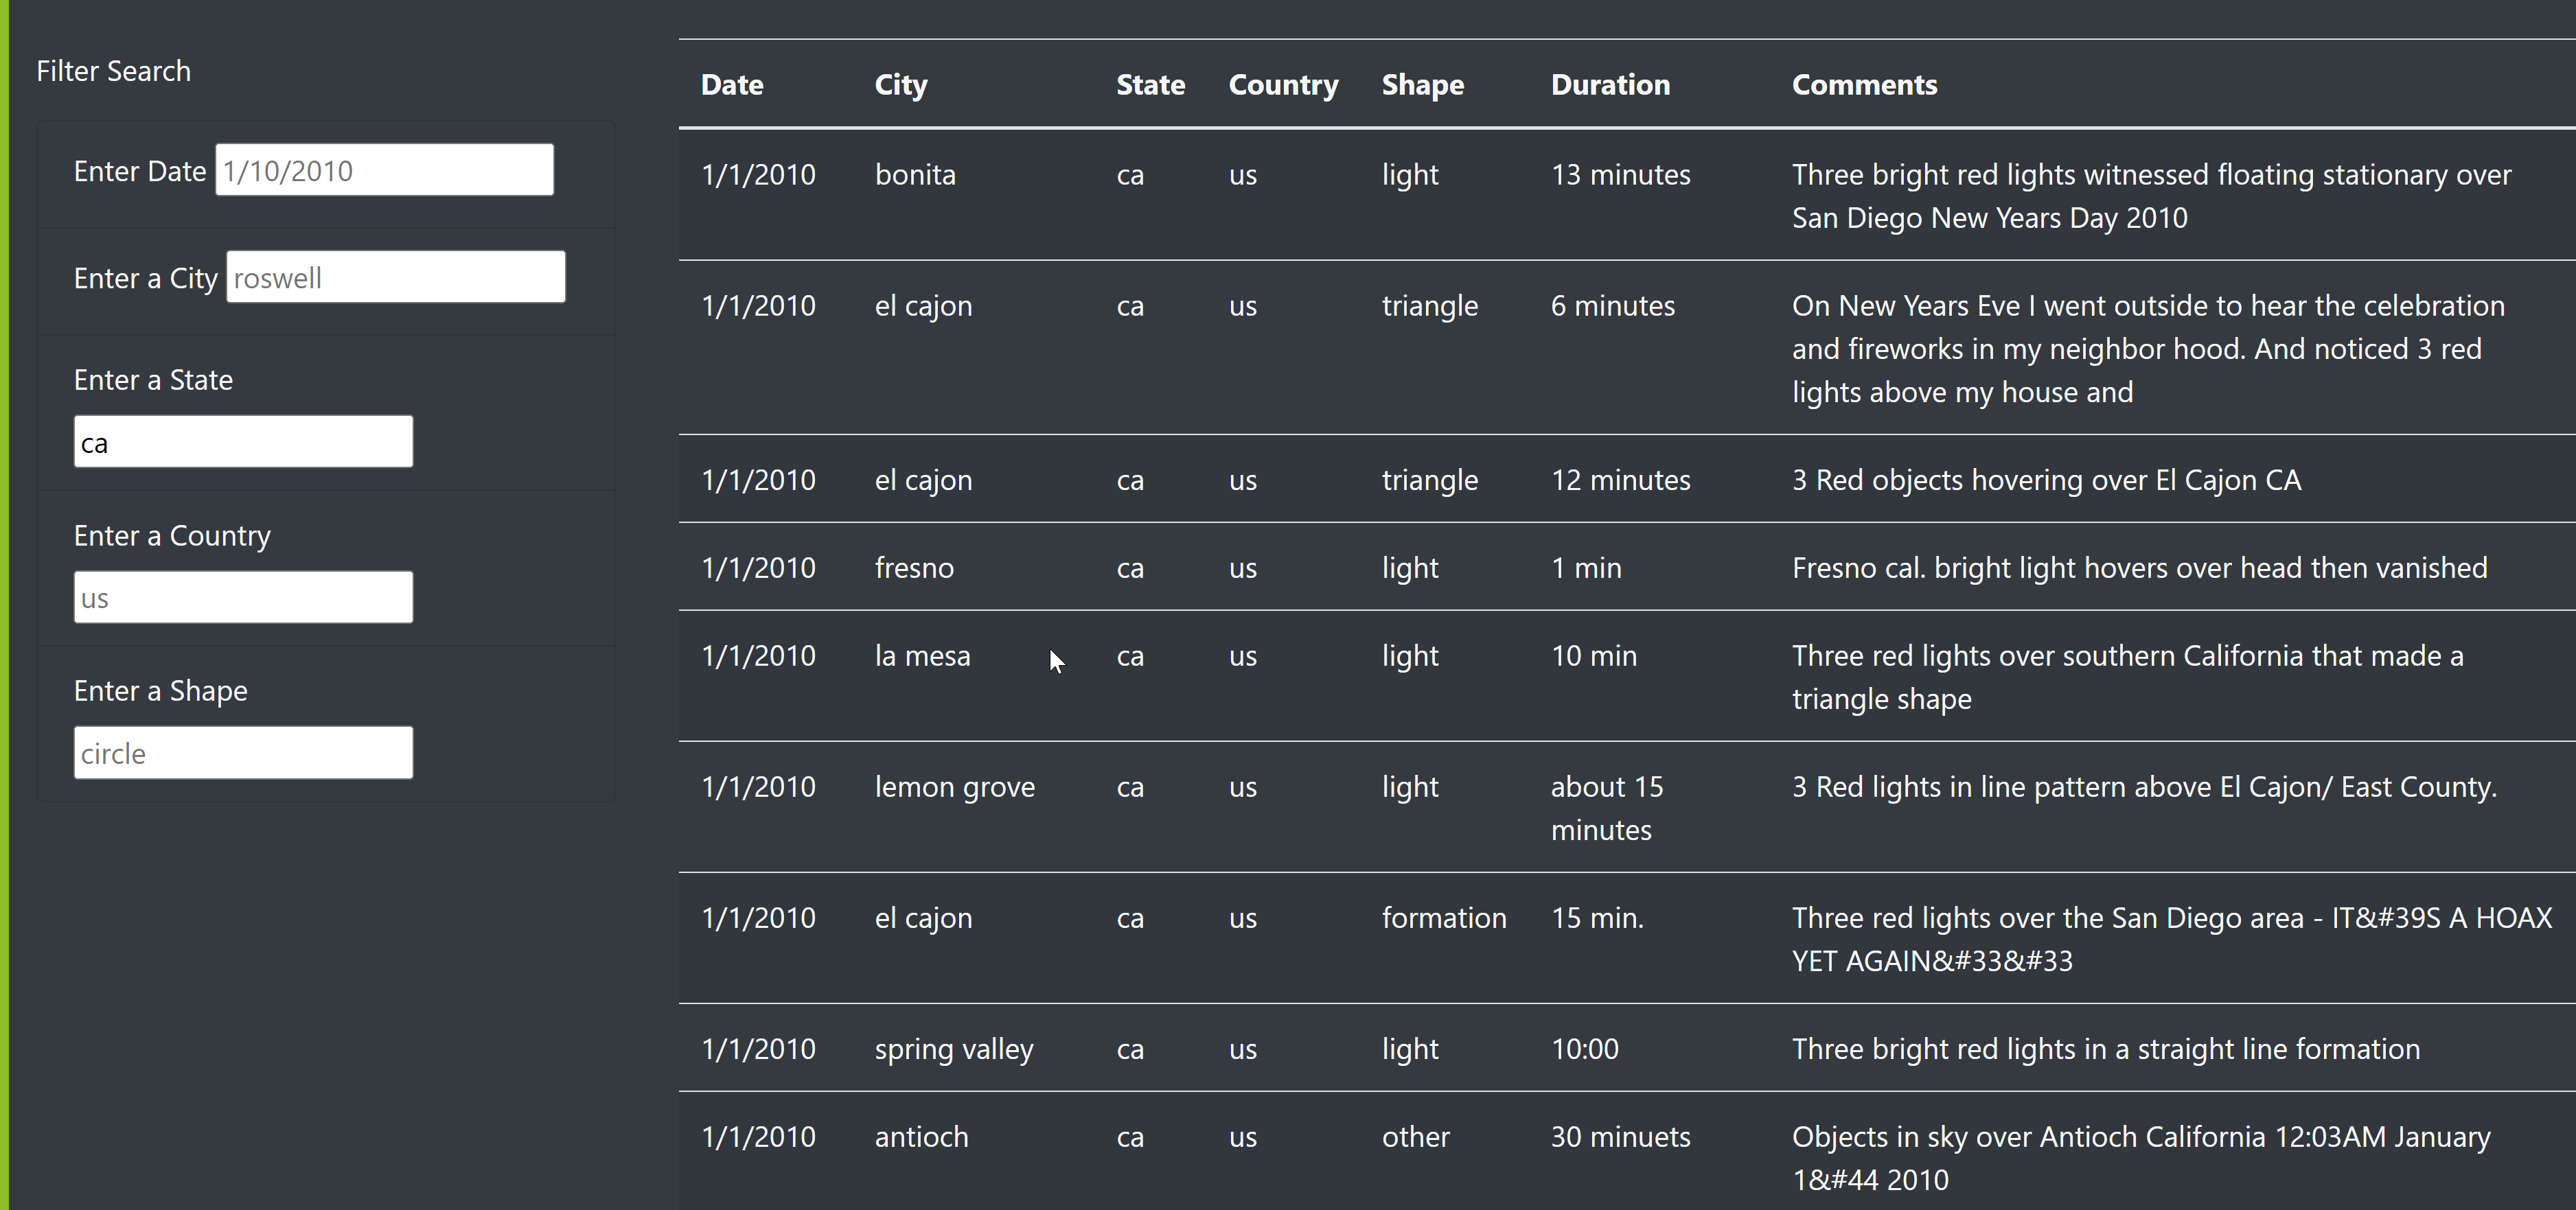 Filter Search
Enter Date 1/10/2010
Enter a City roswell
Enter a State
ca
Enter a Country
us
Enter a Shape
circle
Date City State Country Shape Duration Comments
1/1/2010 bonita ca us light 13 minutes Three bright red lights witnessed floating stationary over
San Diego New Years Day 2010
1/1/2010 el cajon ca us triangle 6 minutes On New Years Eve I went outside to hear the celebration
and fireworks in my neighbor hood. And noticed 3 red
lights above my house and
1/1/2010 el cajon ca us triangle 12 minutes 3 Red objects hovering over El Cajon CA
1/1/2010 fresno ca us light 1 min Fresno cal. bright light hovers over head then vanished
1/1/2010 la mesa ca us light 10 min Three red lights over southern California that made a
triangle shape
1/1/2010 lemon grove ca us light about 15 3 Red lights in line pattern above El Cajon/ East County.
minutes
1/1/2010 el cajon ca us formation 15 min. Three red lights over the San Diego area - IT&#39S A HOAX
YET AGAIN&#33&#33
1/1/2010 spring valley ca us light 10:00 Three bright red lights in a straight line formation
1/1/2010 antioch ca us other 30 minuets Objects in sky over Antioch California 12:03AM January
1&#44 2010